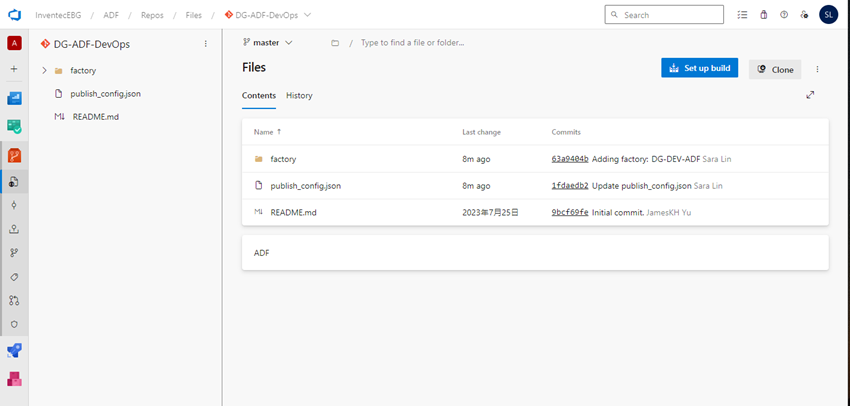 InventecEBG / ADF / Repos / Files / DG-ADF-DevOps
Search
SL
A
DG-ADF-DevOps
factory
publish_config.json
README.md
master
/ Type to find a file or folder...
Files
Set up build
Clone
Contents
History
Name ↑ Last change Commits
factory 8m ago 63a9404b Adding factory: DG-DEV-ADF Sara Lin
publish_config.json 8m ago 1fdaedb2 Update publish_config.json Sara Lin
README.md 2023年7月25日 9bcf69fe Initial commit. JamesKH Yu
ADF